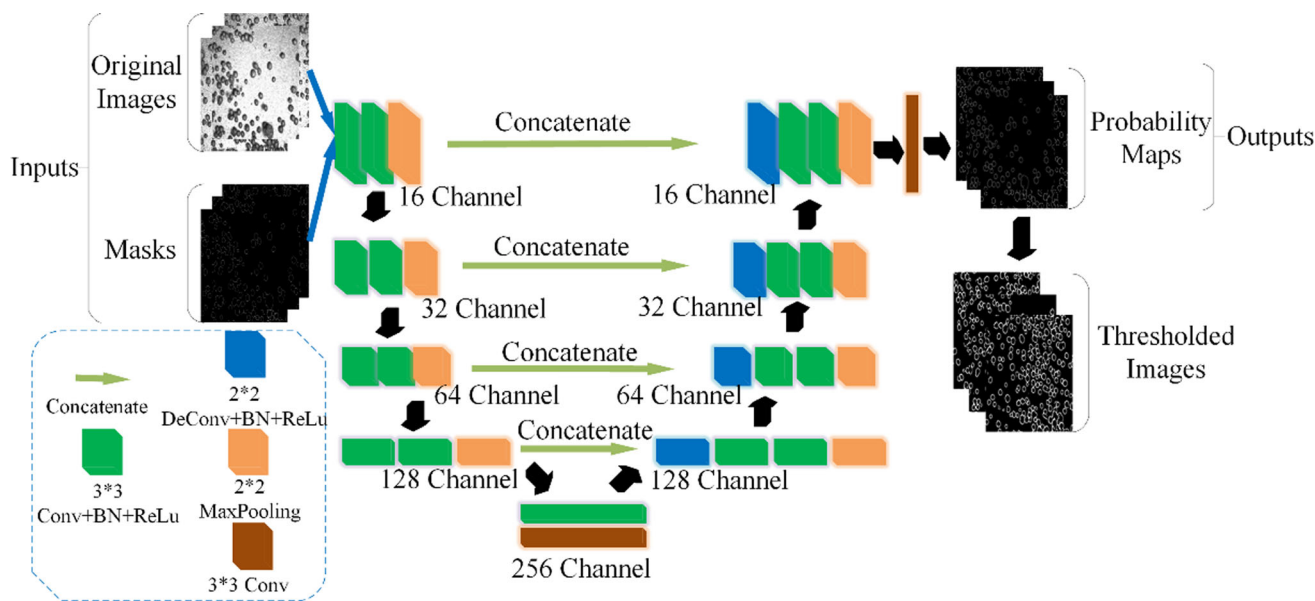 Original
Images
Inputs
Masks
Concatenate
16 Channel
16 Channel
Probability
Maps
Outputs
Concatenate
32 Channel
32 Channel
Thresholded
Images
Concatenate
64 Channel
64 Channel
Concatenate
128 Channel
128 Channel
256 Channel
Concatenate
2*2
DeConv+BN+ReLu
3*3
Conv+BN+ReLu
2*2
MaxPooling
3*3 Conv